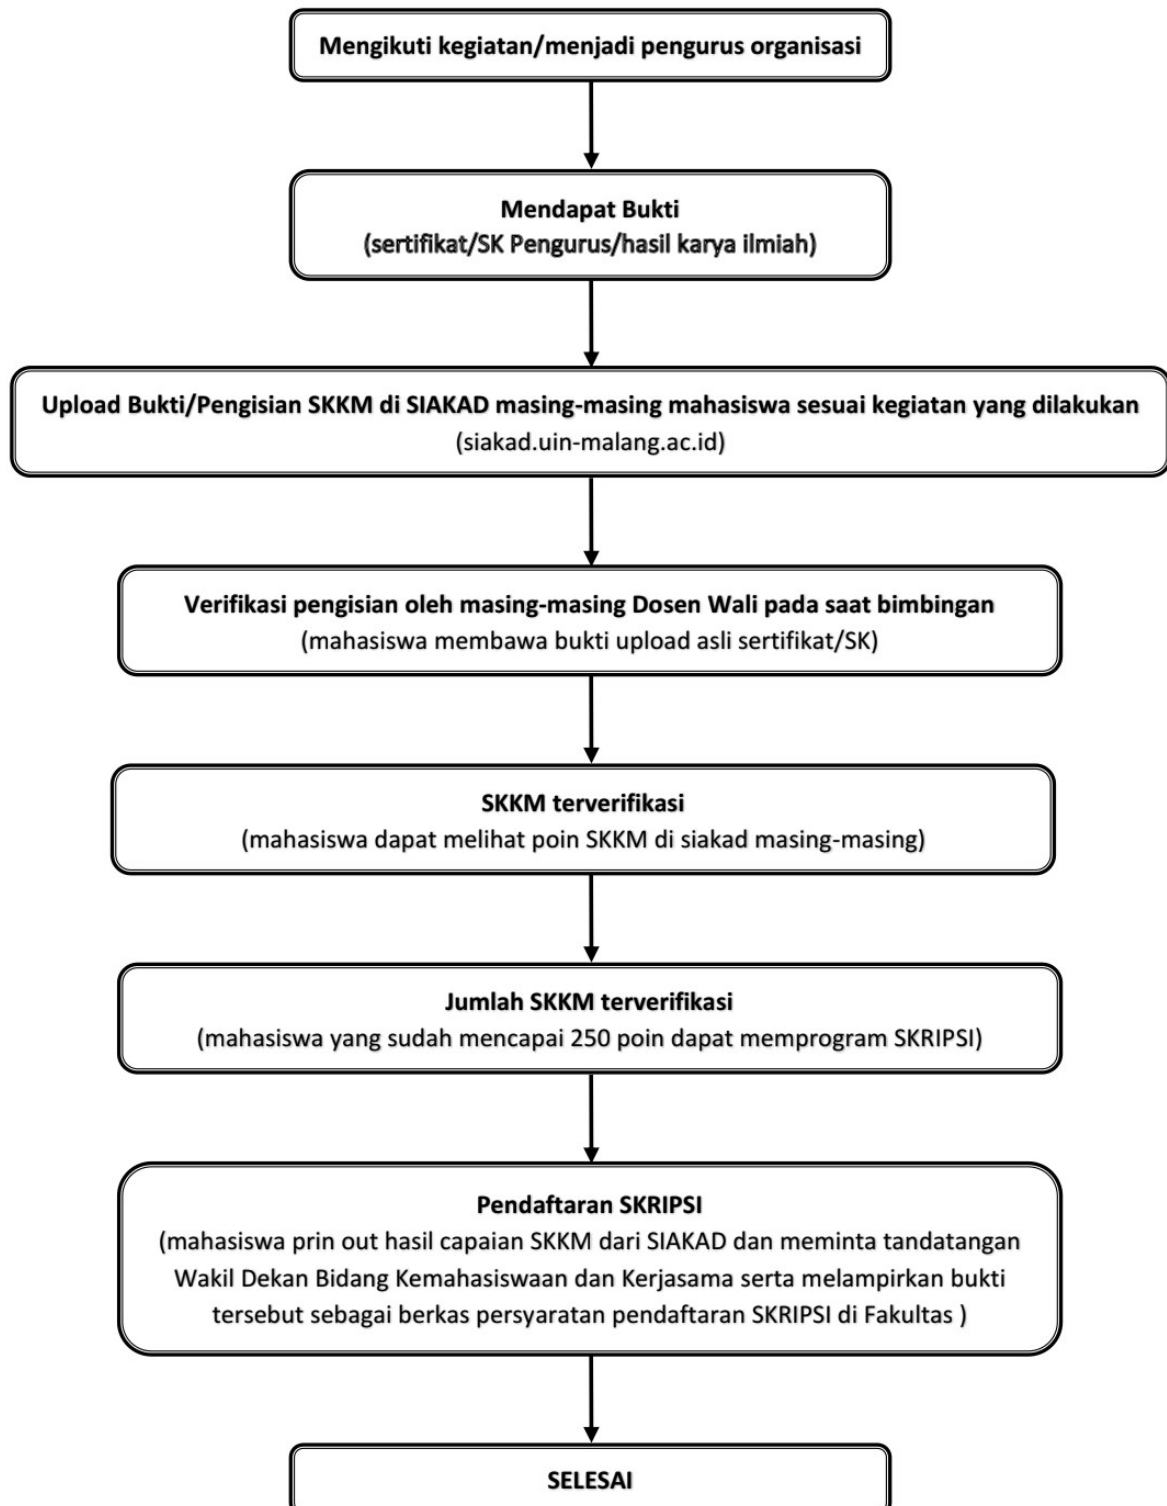 Mengikuti kegiatan/menjadi pengurus organisasi
Mendapat Bukti
(sertifikat/SK Pengurus/hasil karya ilmiah)
Upload Bukti/Pengisian SKKM di SIAKAD masing-masing mahasiswa sesuai kegiatan yang dilakukan
(siakad.uin-malang.ac.id)
Verifikasi pengisian oleh masing-masing Dosen Wali pada saat bimbingan
(mahasiswa membawa bukti upload asli sertifikat/SK)
SKKM terverifikasi
(mahasiswa dapat melihat poin SKKM di siakad masing-masing)
Jumlah SKKM terverifikasi
(mahasiswa yang sudah mencapai 250 poin dapat memprogram SKRIPSI)
Pendaftaran SKRIPSI
(mahasiswa prin out hasil capaian SKKM dari SIAKAD dan meminta tandatangan
Wakil Dekan Bidang Kemahasiswaan dan Kerjasama serta melampirkan bukti
tersebut sebagai berkas persyaratan pendaftaran SKRIPSI di Fakultas )
SELESAI